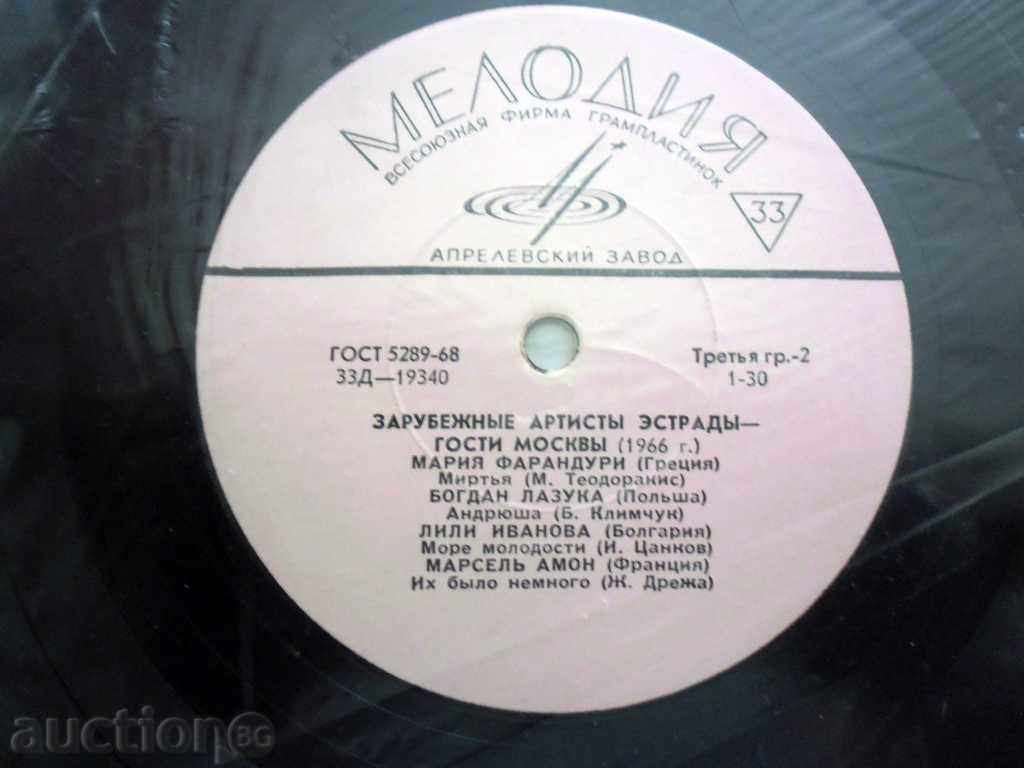 МЕЛОДИЯ
ВСЕСОЮЗНАЯ ФИРМА ГРАМПЛАСТИНОК
33
АПРЕЛЕВСКИЙ ЗАВОД
ГОСТ 5289-68
33Д—19340
Третья гр.-2
1-30
ЗАРУБЕЖНЫЕ АРТИСТЫ ЭСТРАДЫ—
ГОСТИ МОСКВЫ (1966 г.)
МАРИЯ ФАРАНДУРИ (Греция)
Миртья (М. Теодоракис)
БОГДАН ЛАЗУКА (Польша)
Андрюша (Б. Климчук)
ЛИЛИ ИВАНОВА (Болгария)
Море молодости (И. Цанков)
МАРСЕЛЬ АМОН (Франция)
Их было немного (Ж. Дрежа)
auction BG